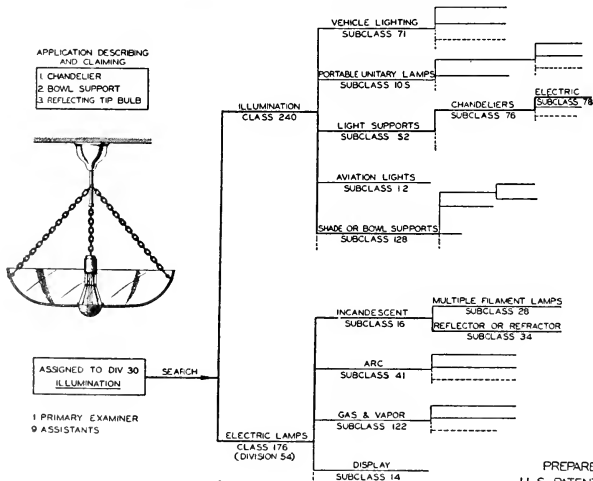 APPLICATION DESCRIBING
AND CLAIMING
1. CHANDELIER
2. BOWL SUPPORT
3. REFLECTING TIP BULB
ASSIGNED TO DIV 30
ILLUMINATION
1 PRIMARY EXAMINER
9 ASSISTANTS
SEARCH
ILLUMINATION
CLASS 240
VEHICLE LIGHTING
SUBCLASS 71
PORTABLE UNITARY LAMPS
SUBCLASS 10 S
LIGHT SUPPORTS
SUBCLASS 52
CHANDELIERS
SUBCLASS 76
ELECTRIC
SUBCLASS 78
AVIATION LIGHTS
SUBCLASS 1 2
SHADE OR BOWL SUPPORTS
SUBCLASS 128
ELECTRIC LAMPS
CLASS 176
(DIVISION 54)
INCANDESCENT
SUBCLASS 16
MULTIPLE FILAMENT LAMPS
SUBCLASS 28
REFLECTOR OR REFRACTOR
SUBCLASS 34
ARC
SUBCLASS 41
GAS & VAPOR
SUBCLASS 122
DISPLAY
SUBCLASS 14
PREPARE
U. S. PATEN